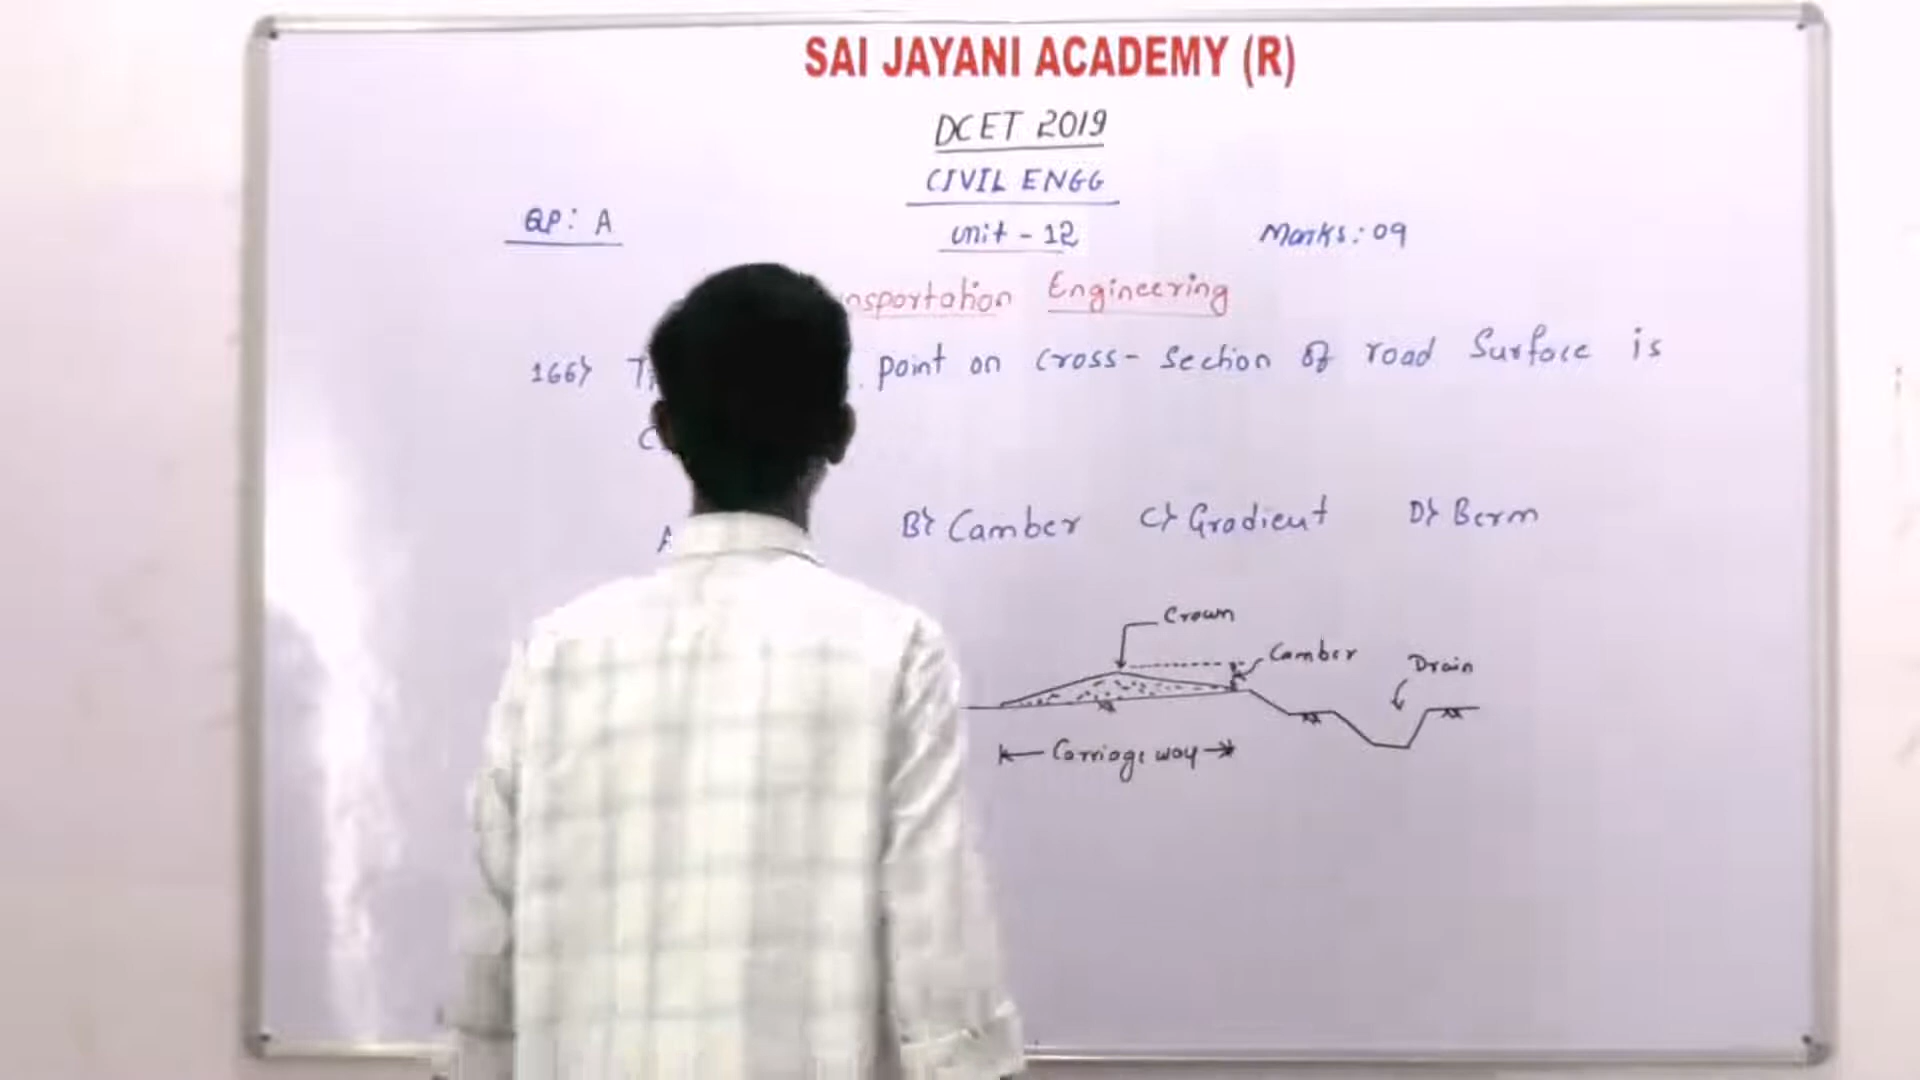 SAI JAYANI ACADEMY (R)
DCET 2019
CIVIL ENGG
QP: A
Unit - 12
Marks: 09
Engineering
166> point on Cross-Section of road Surface is
B> Camber C> Gradient D> Berm
Crown
Camber
Drain
Carriage way